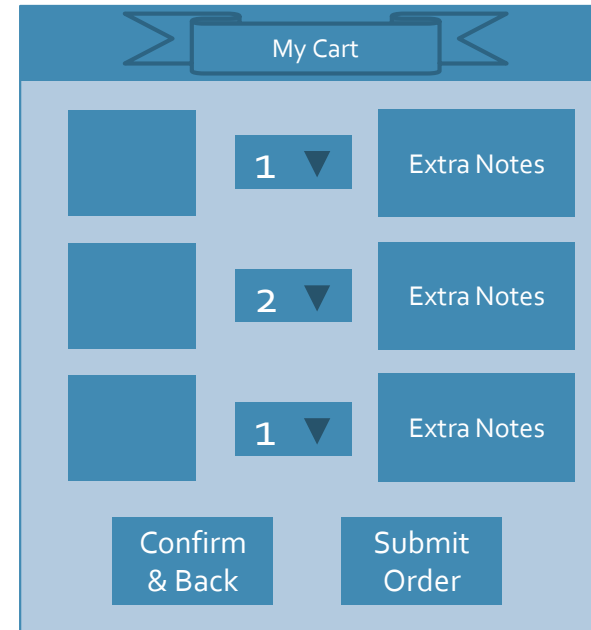 My Cart
1 ▼ Extra Notes
2 ▼ Extra Notes
1 ▼ Extra Notes
Confirm
& Back
Submit
Order